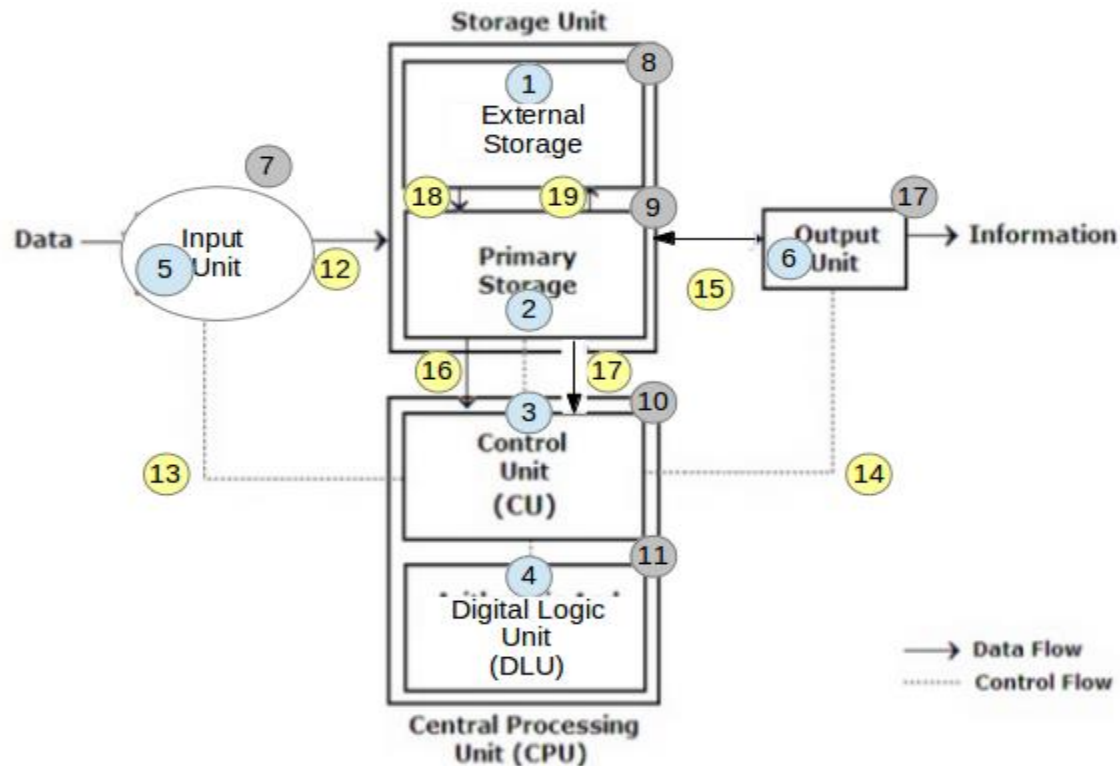 Storage Unit
8
1
External
Storage
7
18
19
9
17
Data
Input
Unit
5
12
Primary
Storage
2
Output
Unit
6
Information
15
16
17
10
3
Control
Unit
(CU)
13
14
11
4
Digital Logic
Unit
(DLU)
Data Flow
Control Flow
Central Processing
Unit (CPU)